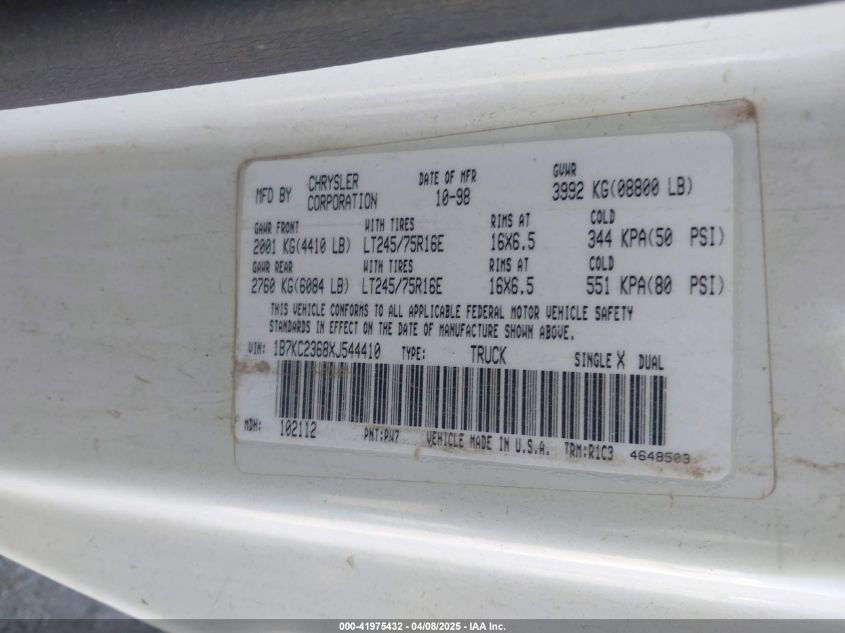 MFD BY CHRYSLER CORPORATION DATE OF MFR 10-98 GVWR 3992 KG(08800 LB)
GAWR FRONT WITH TIRES RIMS AT COLD
2001 KG(4410 LB) LT245/75R16E 16X6.5 344 KPA(50 PSI)
GAWR REAR WITH TIRES RIMS AT COLD
2760 KG(6084 LB) LT245/75R16E 16X6.5 551 KPA(80 PSI)
THIS VEHICLE CONFORMS TO ALL APPLICABLE FEDERAL MOTOR VEHICLE SAFETY
STANDARDS IN EFFECT ON THE DATE OF MANUFACTURE SHOWN ABOVE.
VIN: 1B7KC2368XJ544410 TYPE: TRUCK SINGLE X DUAL
MDH: 102112 PNT:PW7 VEHICLE MADE IN U.S.A. TRM:R1C3 4648503
000-41975432 - 04/08/2025 - IAA Inc.